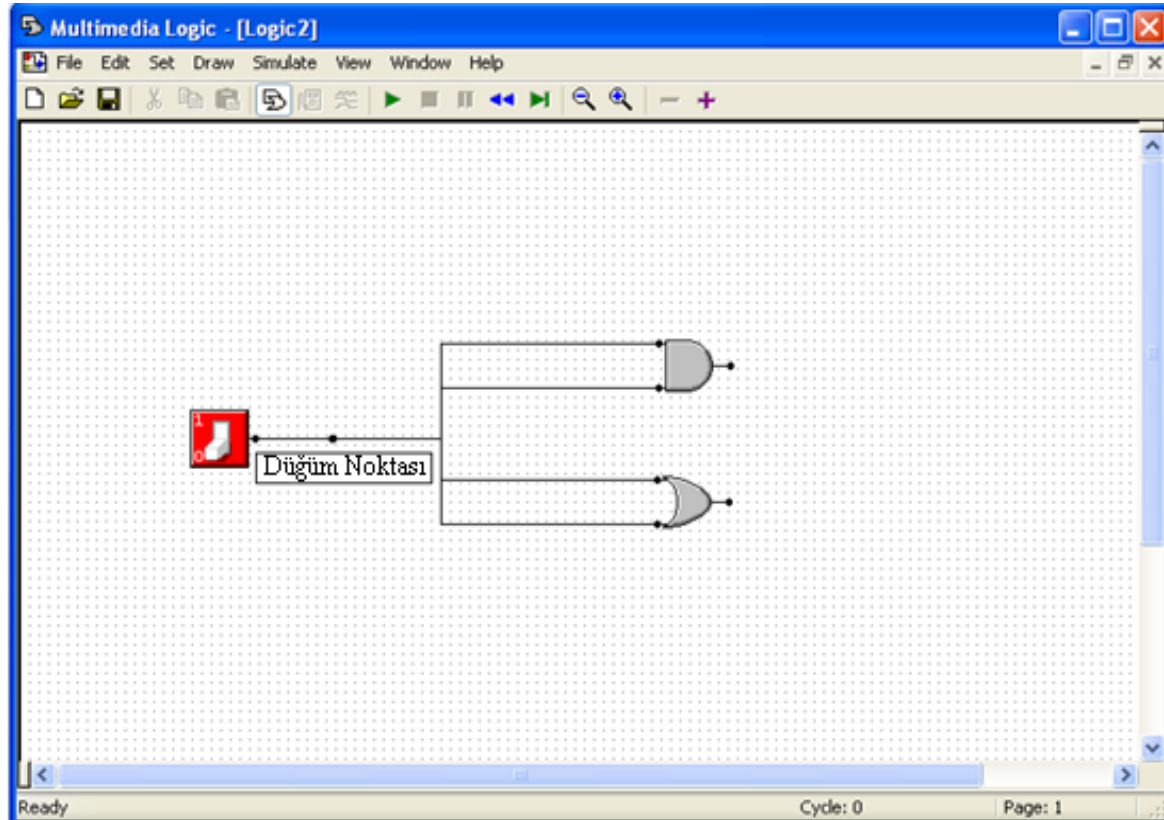 Multimedia Logic - [Logic2]
File Edit Set Draw Simulate View Window Help
1
0
Düğüm Noktası
Ready Cycle: 0 Page: 1